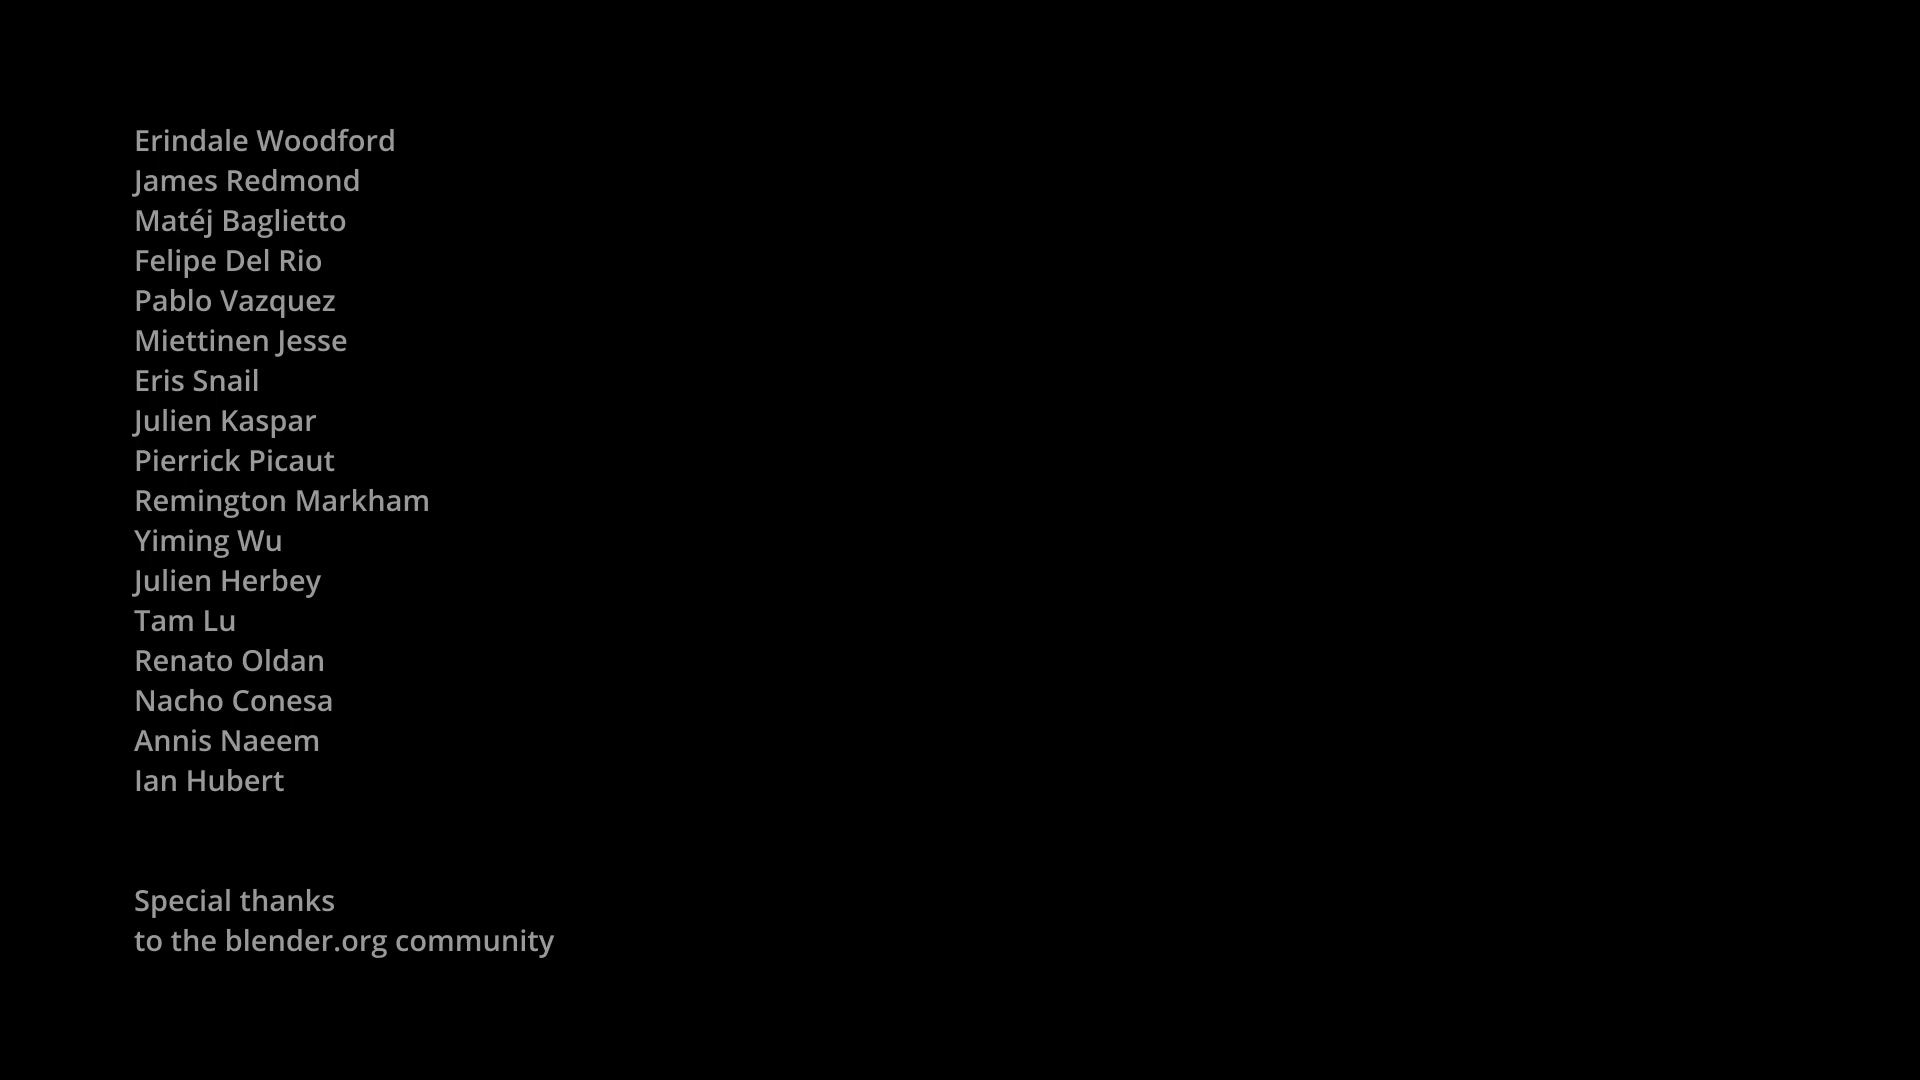 Erindale Woodford
James Redmond
Matéj Baglietto
Felipe Del Rio
Pablo Vazquez
Miettinen Jesse
Eris Snail
Julien Kaspar
Pierrick Picaut
Remington Markham
Yiming Wu
Julien Herbey
Tam Lu
Renato Oldan
Nacho Conesa
Annis Naeem
Ian Hubert
Special thanks
to the blender.org community